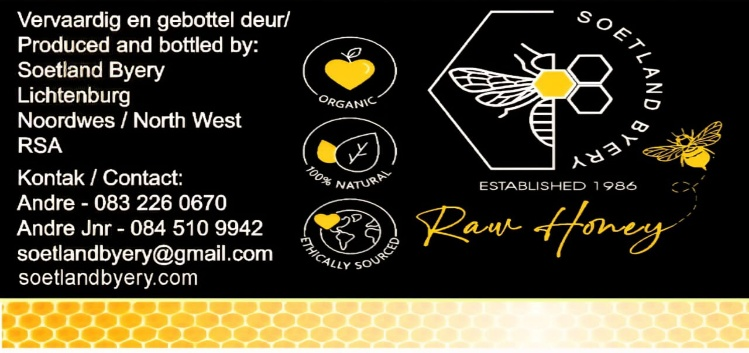 Vervaardig en gebottel deur/
Produced and bottled by:
Soetland Byery
Lichtenburg
Noordwes / North West
RSA
Kontak / Contact:
Andre - 083 226 0670
Andre Jnr - 084 510 9942
soetlandbyery@gmail.com
soetlandbyery.com
ORGANIC
100% NATURAL
ETHICALLY SOURCED
SOETLAND BYERY
ESTABLISHED 1986
Raw Honey